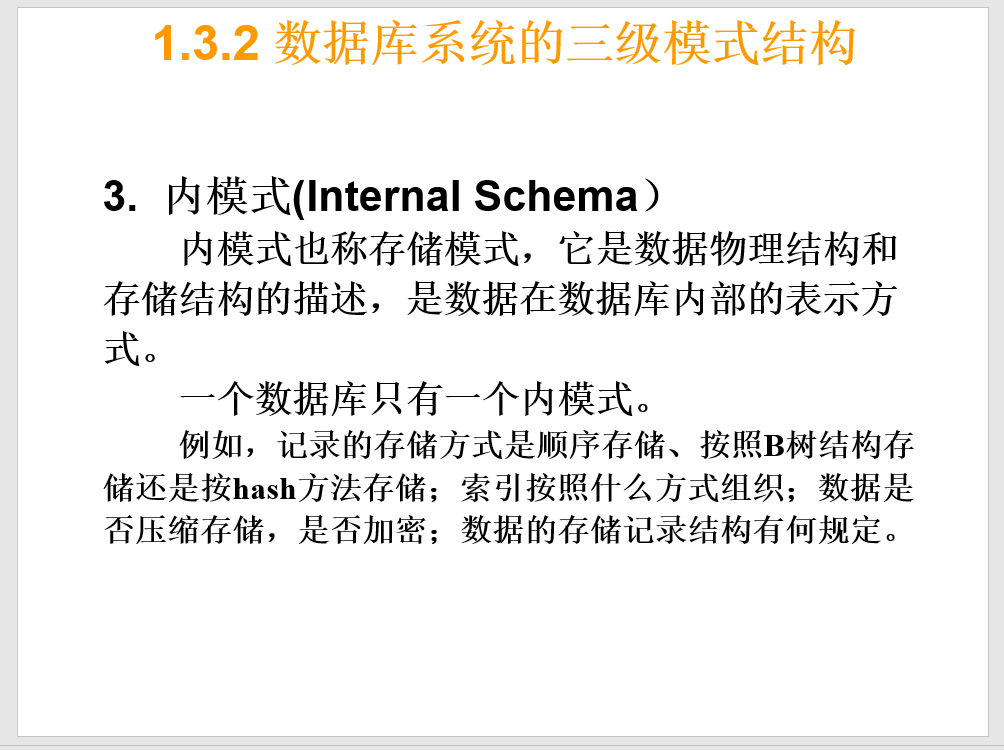 1.3.2 数据库系统的三级模式结构
3. 内模式(Internal Schema）
内模式也称存储模式，它是数据物理结构和
存储结构的描述，是数据在数据库内部的表示方
式。
一个数据库只有一个内模式。
例如，记录的存储方式是顺序存储、按照B树结构存
储还是按hash方法存储；索引按照什么方式组织；数据是
否压缩存储，是否加密；数据的存储记录结构有何规定。